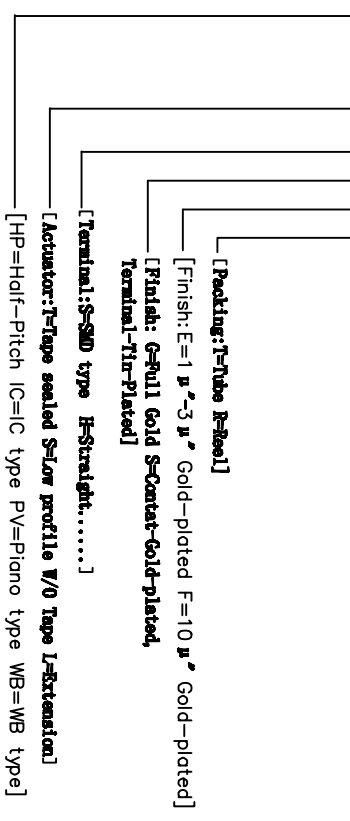 [Packing:T=Tube R=Reel]
[Finish: E=1 μ"-3 μ" Gold-plated F=10 μ" Gold-plated]
[Finish: G=Full Gold S=Contat-Gold-plated,
Terminal-Tin-Plated]
[Terminal:S=SMD type H=Straight......]
[Actuator:T=Tape sealed S=Low profile W/O Tape L=Extension]
[HP=Half-Pitch IC=IC type PV=Piano type WB=WB type]